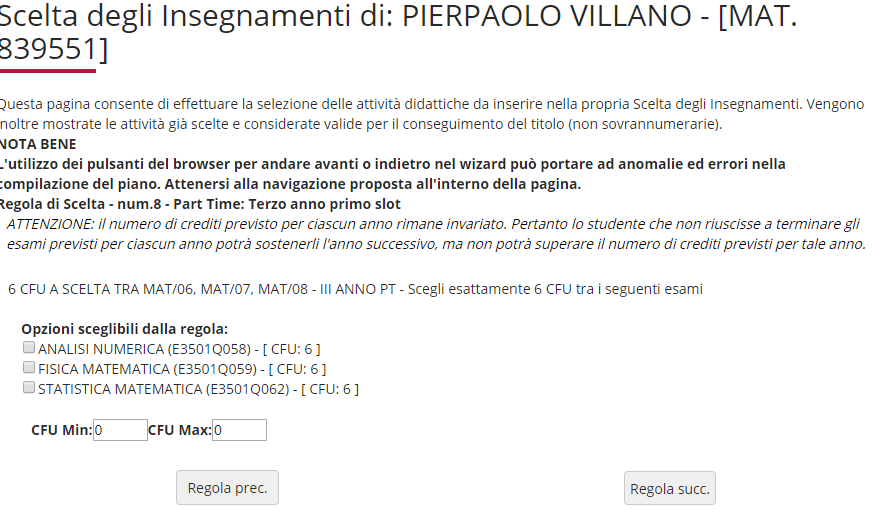 Scelta degli Insegnamenti di: PIERPAOLO VILLANO - [MAT.
839551]
Questa pagina consente di effettuare la selezione delle attività didattiche da inserire nella propria Scelta degli Insegnamenti. Vengono
inoltre mostrate le attività già scelte e considerate valide per il conseguimento del titolo (non sovrannumerarie).
NOTA BENE
L'utilizzo dei pulsanti del browser per andare avanti o indietro nel wizard può portare ad anomalie ed errori nella
compilazione del piano. Attenersi alla navigazione proposta all'interno della pagina.
Regola di Scelta - num.8 - Part Time: Terzo anno primo slot
ATTENZIONE: il numero di crediti previsto per ciascun anno rimane invariato. Pertanto lo studente che non riuscisse a terminare gli
esami previsti per ciascun anno potrà sostenerli l'anno successivo, ma non potrà superare il numero di crediti previsti per tale anno.
6 CFU A SCELTA TRA MAT/06, MAT/07, MAT/08 - III ANNO PT - Scegli esattamente 6 CFU tra i seguenti esami
Opzioni sceglibili dalla regola:
ANALISI NUMERICA (E3501Q058) - [ CFU: 6 ]
FISICA MATEMATICA (E3501Q059) - [ CFU: 6 ]
STATISTICA MATEMATICA (E3501Q062) - [ CFU: 6 ]
CFU Min: 0 CFU Max: 0
Regola prec. Regola succ.